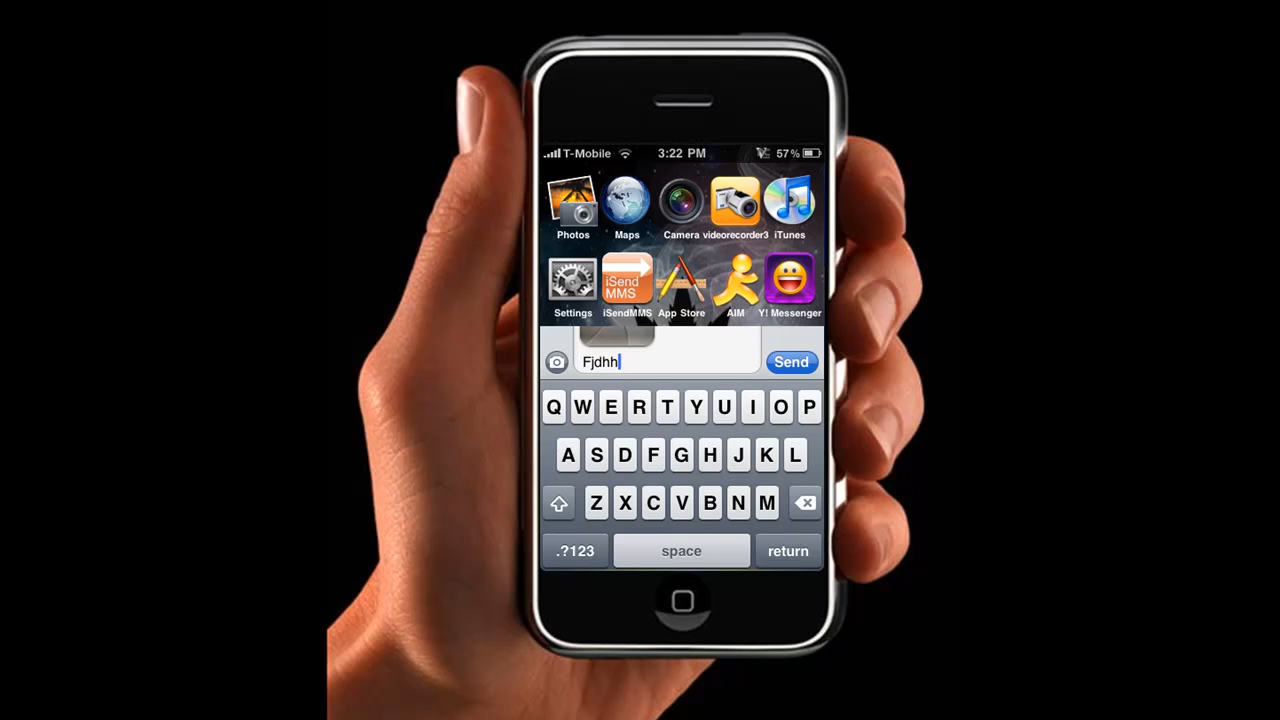 T-Mobile 3:22 PM 57%
Photos Maps Camera videorecorder3 iTunes
iSend
MMS
Settings iSendMMS App Store AIM Y! Messenger
Fjdhh Send
Q W E R T Y U I O P
A S D F G H J K L
Z X C V B N M
.?123 space return